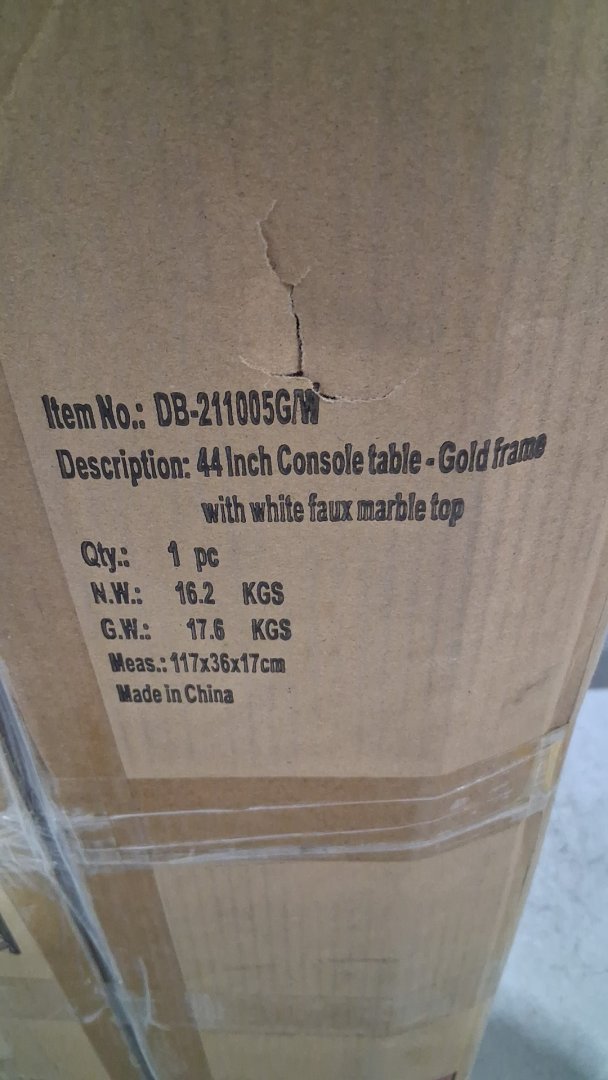 Item No.: DB-211005G/W
Description: 44 Inch Console table - Gold frame
with white faux marble top
Qty.: 1 pc
N.W.: 16.2 KGS
G.W.: 17.6 KGS
Meas.: 117x36x17cm
Made in China